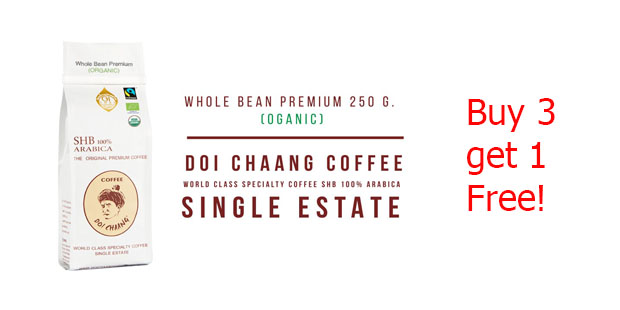 Whole Bean Premium
(ORGANIC)
SHB 100%
ARABICA
THE ORIGINAL PREMIUM COFFEE
COFFEE
DOI CHAANG
WORLD CLASS SPECIALTY COFFEE
SINGLE ESTATE
WHOLE BEAN PREMIUM 250 G.
(OGANIC)
DOI CHAANG COFFEE
WORLD CLASS SPECIALTY COFFEE SHB 100% ARABICA
SINGLE ESTATE
Buy 3
get 1
Free!